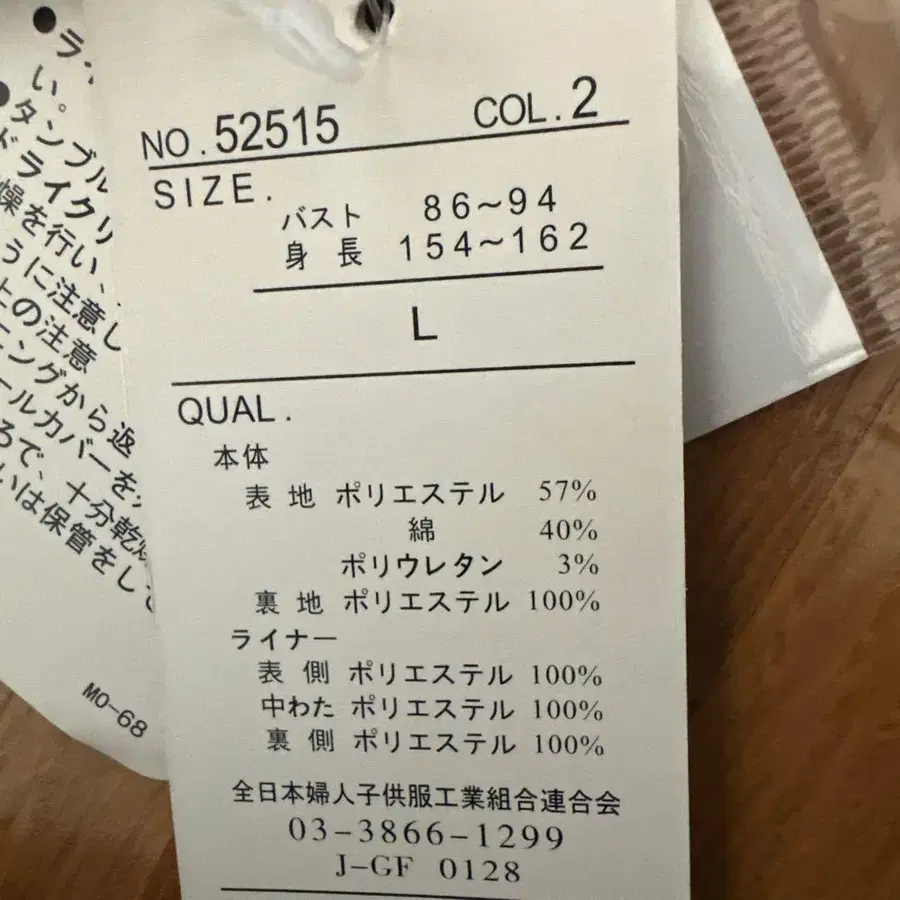 NO. 52515 COL. 2
SIZE.
バスト 86~94
身長 154~162
L
QUAL.
本体
表地 ポリエステル 57%
綿 40%
ポリウレタン 3%
裏地 ポリエステル 100%
ライナー
表側 ポリエステル 100%
中わた ポリエステル 100%
裏側 ポリエステル 100%
全日本婦人子供服工業組合連合会
03-3866-1299
J-GF 0128
い。
タンブル
ドライクリ
燥を行い、
うに注意し
の注意
ングから返
ールカバーを
ろで、十分乾燥
いは保管をし
MO-68